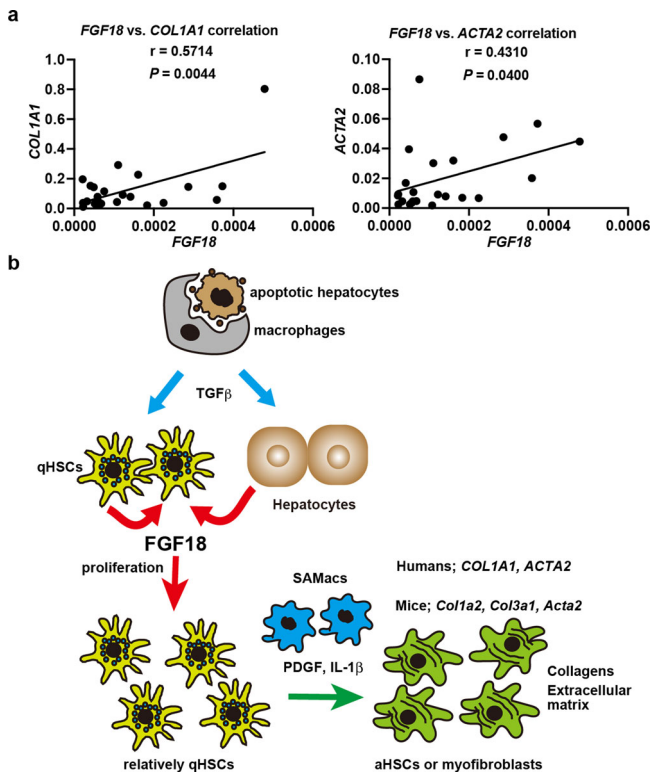 a
FGF18 vs. COL1A1 correlation
r = 0.5714
P = 0.0044
COL1A1
1.0
0.8
0.6
0.4
0.2
0.0
0.0000 0.0002 0.0004 0.0006
FGF18
FGF18 vs. ACTA2 correlation
r = 0.4310
P = 0.0400
ACTA2
0.10
0.08
0.06
0.04
0.02
0.00
0.0000 0.0002 0.0004 0.0006
FGF18
b
apoptotic hepatocytes
macrophages
TGFβ
qHSCs
Hepatocytes
FGF18
proliferation
SAMacs
Humans; COL1A1, ACTA2
Mice; Col1a2, Col3a1, Acta2
PDGF, IL-1β
Collagens
Extracellular
matrix
relatively qHSCs
aHSCs or myofibroblasts